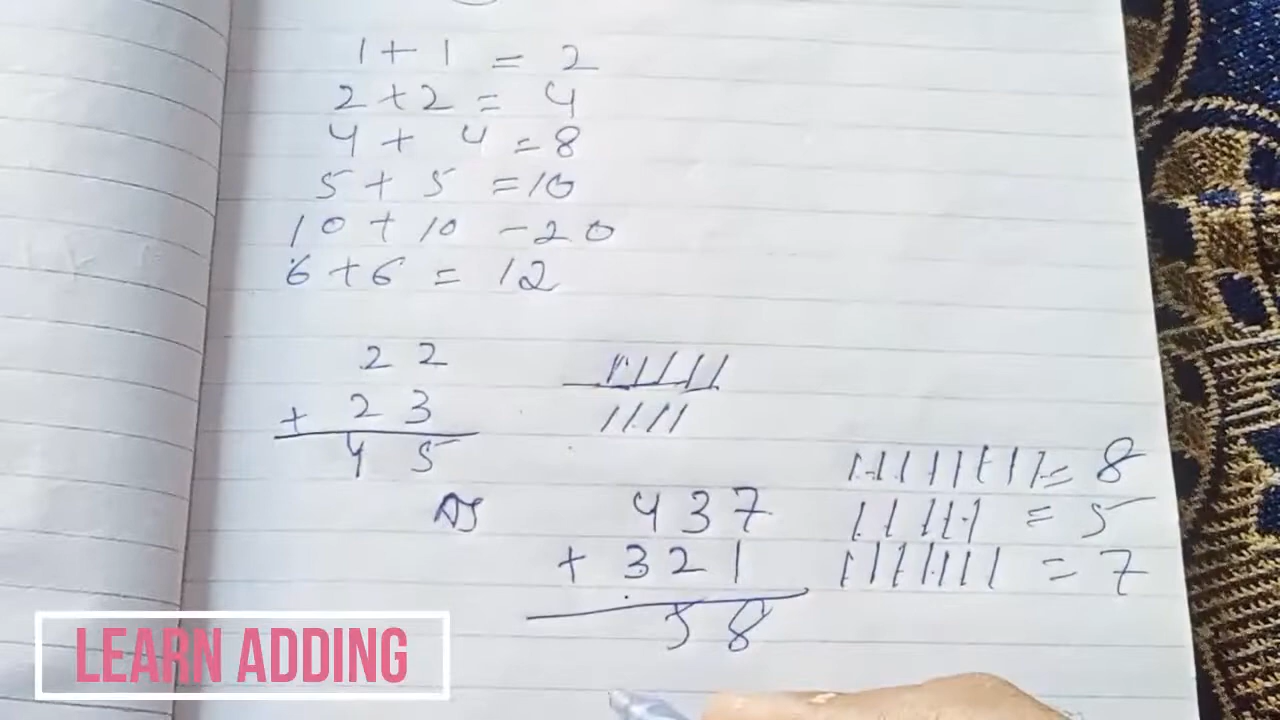 1 + 1 = 2
2 + 2 = 4
4 + 4 = 8
5 + 5 = 10
10 + 10 - 20
6 + 6 = 12
22
+ 23
45
437
+ 321
58
= 8
= 5
= 7
LEARN ADDING